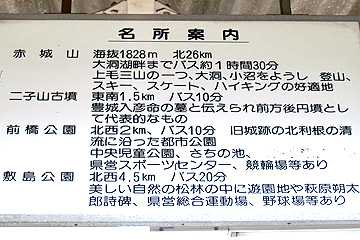 名所案内
赤城山 海抜1828m 北26km
大洞湖畔までバス約1時間30分
上毛三山の一つ、大洞、小沼をようし 登山、
スキー、スケート、ハイキングの好適地
二子山古墳 東南1.5km バス10分
豊城入彦命の墓と伝えられ前方後円墳とし
て代表的なもの
前橋公園 北西2km、バス10分 旧城跡の北利根の清
流に沿った都市公園
中央児童公園、さちの池、
県営スポーツセンター、競輪場等あり
敷島公園 北西4.5km バス20分
美しい自然の松林の中に遊園地や萩原朔太
郎詩碑、県営総合運動場、野球場等あり